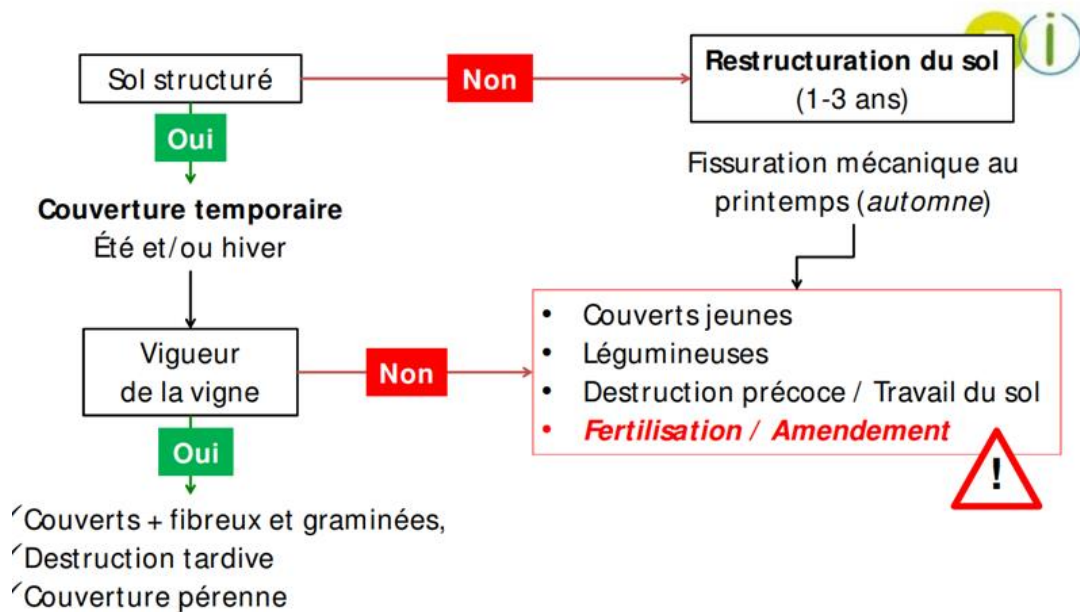 Sol structuré
Non
Restructuration du sol
(1-3 ans)
Oui
Fissuration mécanique au
printemps (automne)
Couverture temporaire
Été et/ou hiver
Vigueur
de la vigne
Non
• Couverts jeunes
• Légumineuses
• Destruction précoce / Travail du sol
• Fertilisation / Amendement
!
Oui
✓Couverts + fibreux et graminées,
✓Destruction tardive
✓Couverture pérenne